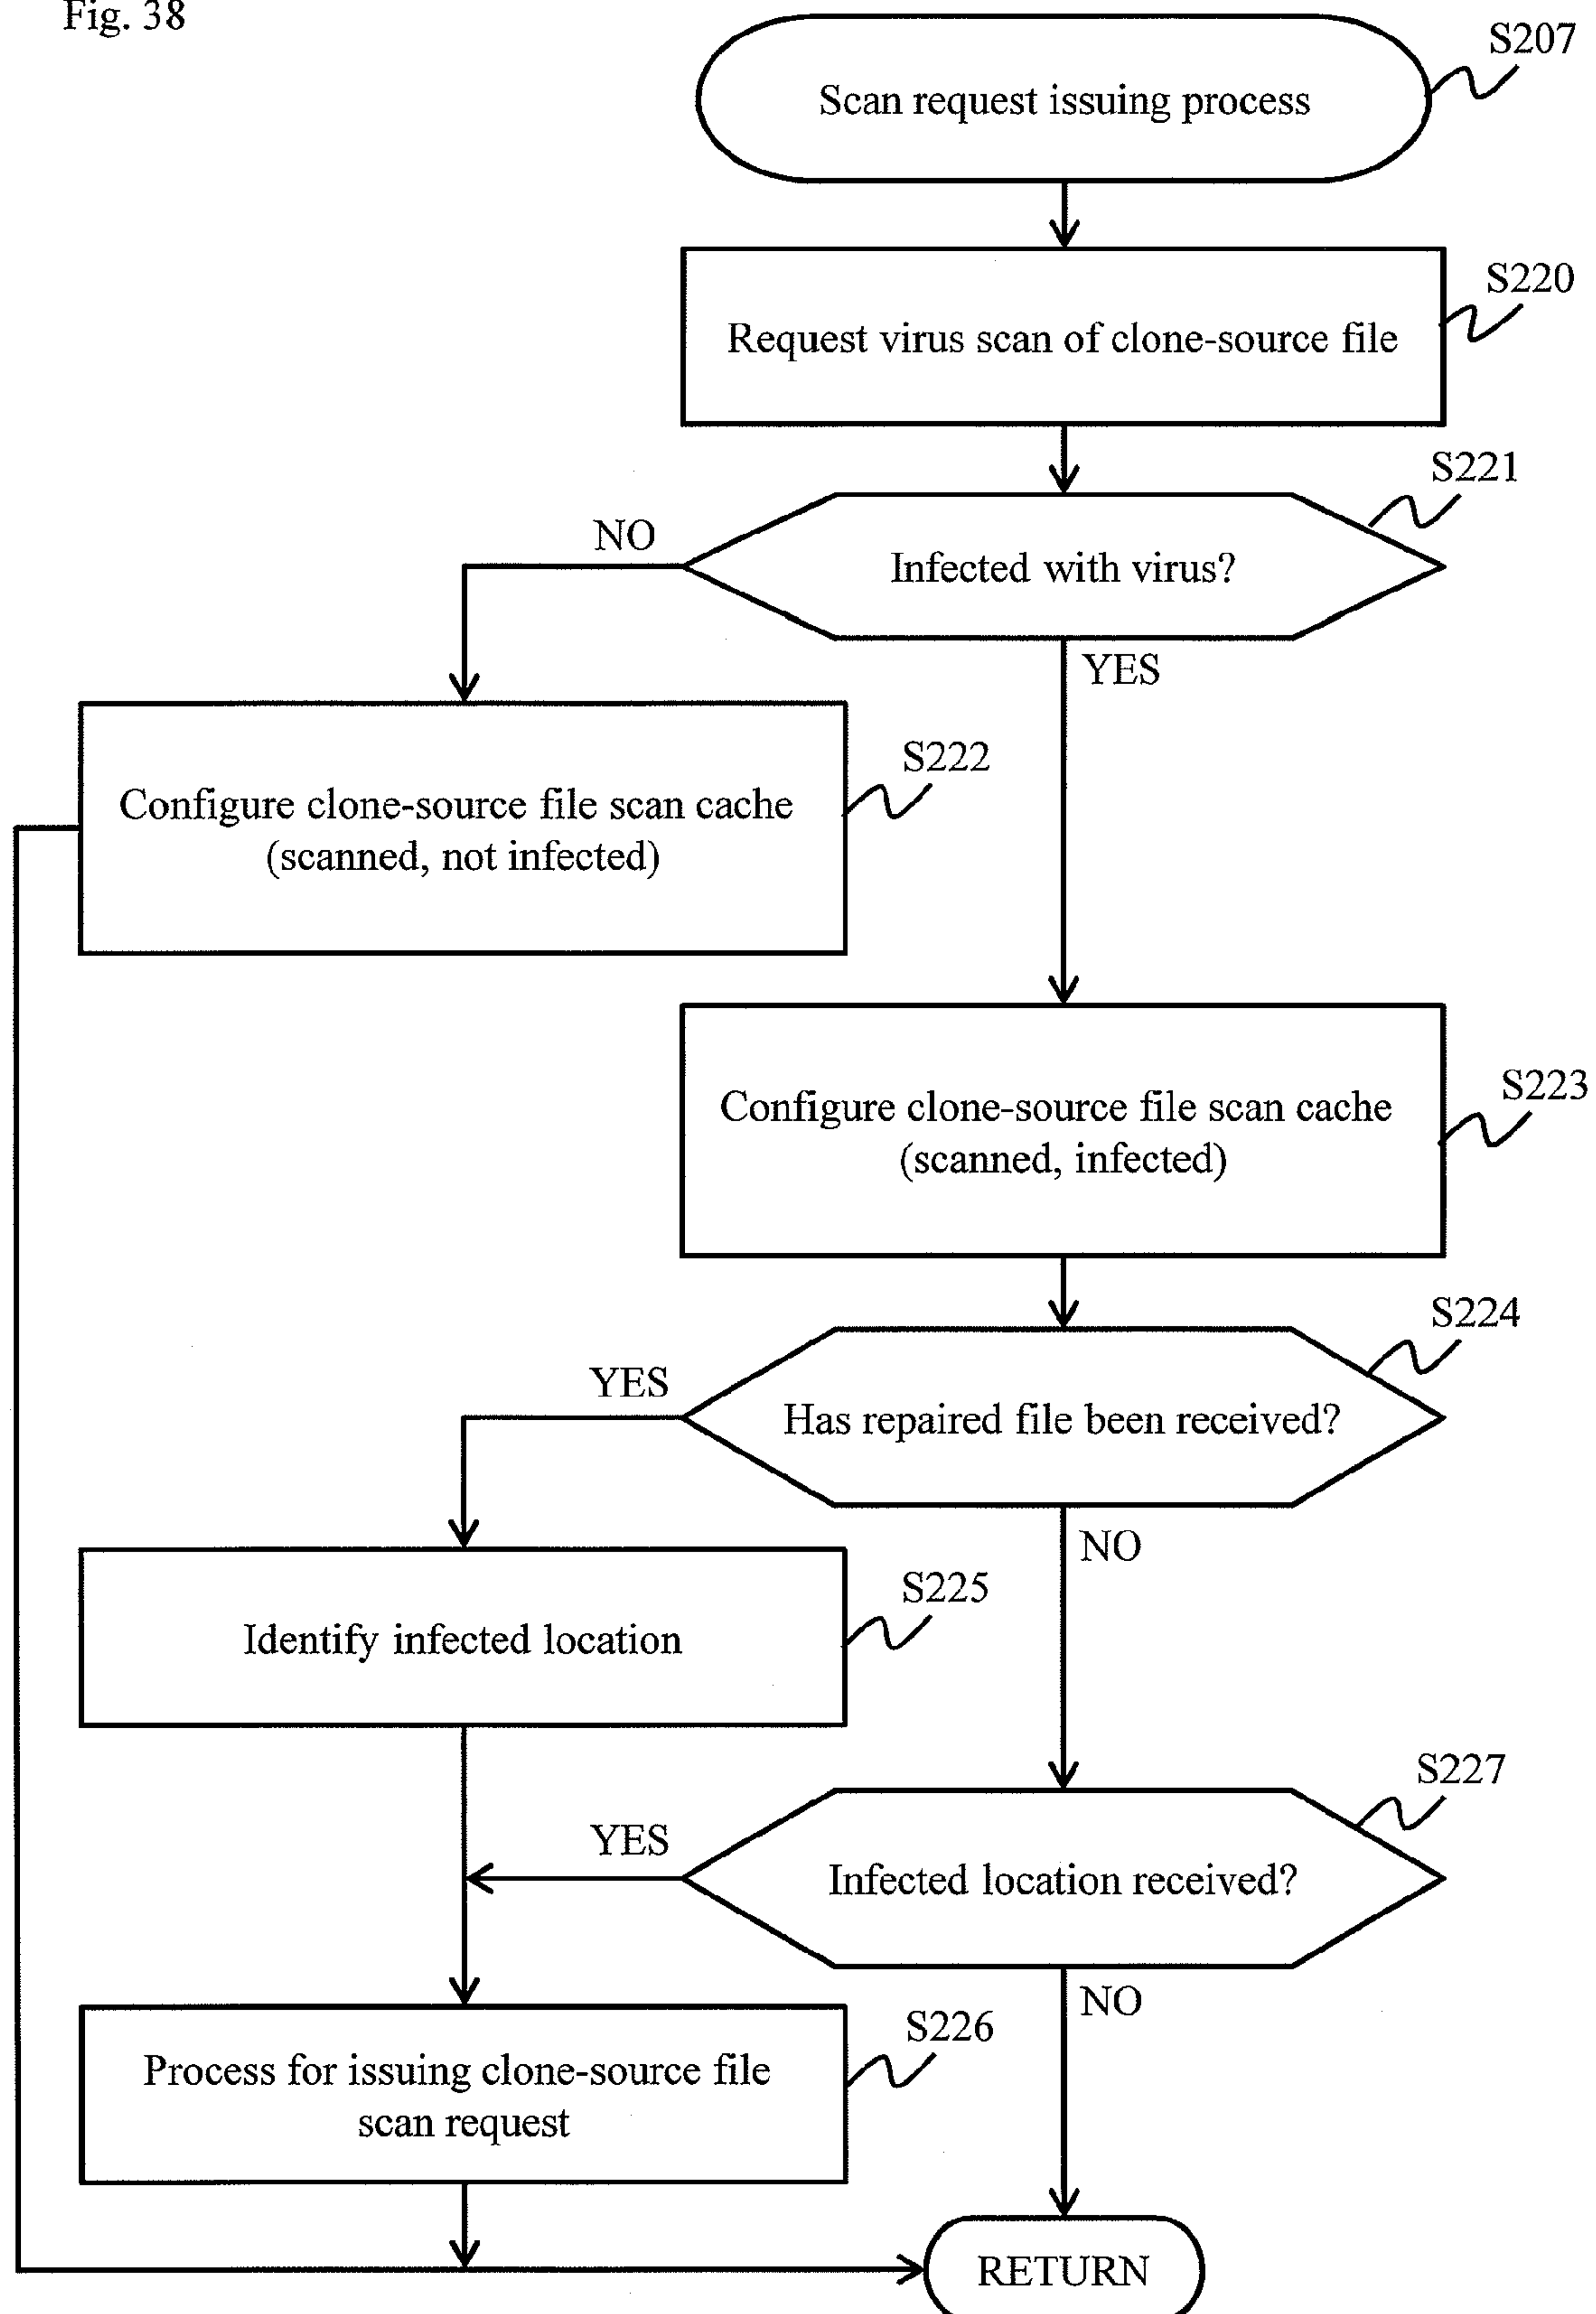 Fig. 38
S207
Scan request issuing process
S220
Request virus scan of clone-source file
S221
NO
Infected with virus?
YES
S222
Configure clone-source file scan cache
(scanned, not infected)
S223
Configure clone-source file scan cache
(scanned, infected)
S224
YES
Has repaired file been received?
NO
S225
Identify infected location
S227
YES
Infected location received?
NO
S226
Process for issuing clone-source file
scan request
RETURN